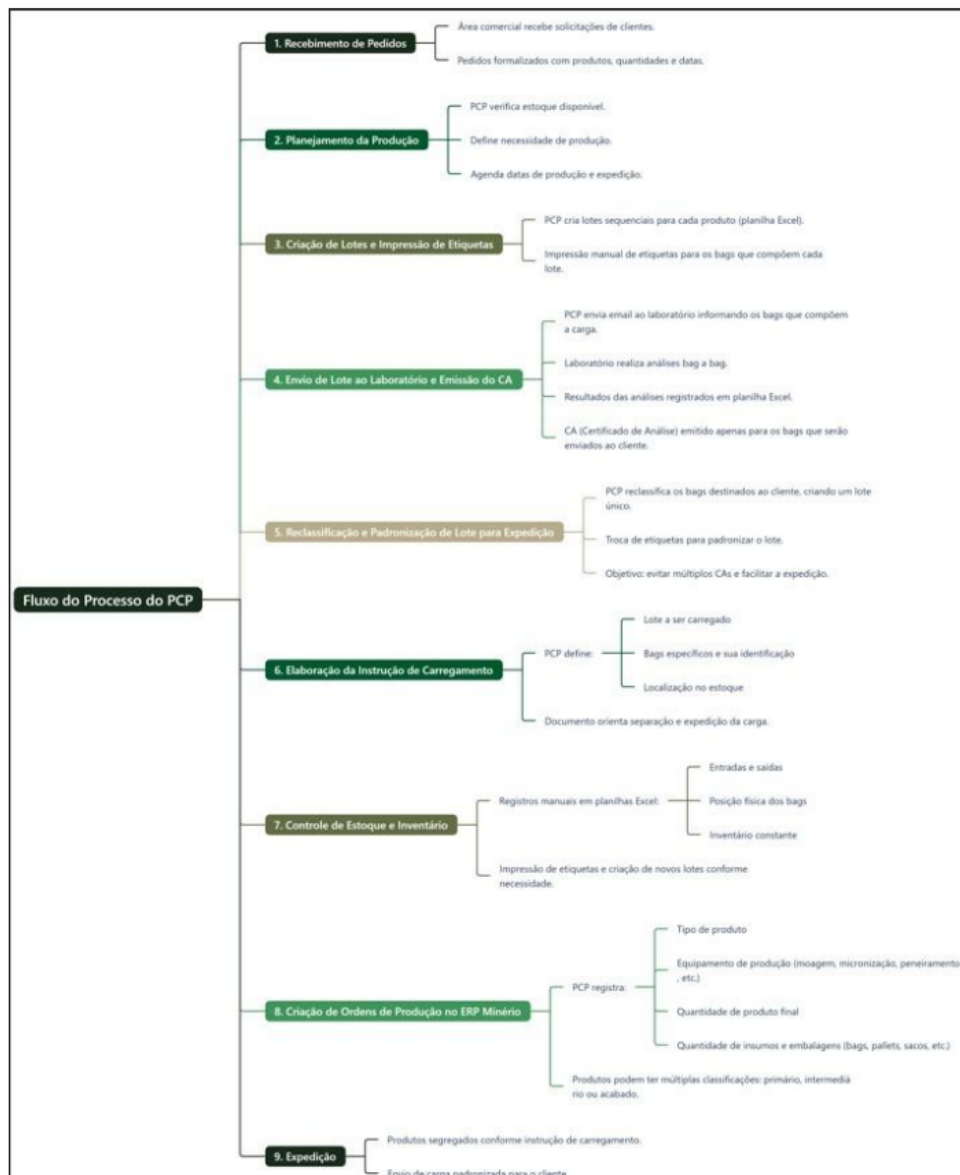 1. Recebimento de Pedidos
Área comercial recebe solicitações de clientes.
Pedidos formalizados com produtos, quantidades e datas.
2. Planejamento da Produção
PCP verifica estoque disponível.
Define necessidade de produção.
Agenda datas de produção e expedição.
3. Criação de Lotes e Impressão de Etiquetas
PCP cria lotes sequenciais para cada produto (planilha Excel).
Impressão manual de etiquetas para os bags que compõem cada
lote.
4. Envio de Lote ao Laboratório e Emissão do CA
PCP envia email ao laboratório informando os bags que compõem
a carga.
Laboratório realiza análises bag a bag.
Resultados das análises registrados em planilha Excel.
CA (Certificado de Análise) emitido apenas para os bags que serão
enviados ao cliente.
5. Reclassificação e Padronização de Lote para Expedição
PCP reclassifica os bags destinados ao cliente, criando um lote
único.
Troca de etiquetas para padronizar o lote.
Objetivo: evitar múltiplos CAs e facilitar a expedição.
Fluxo do Processo do PCP
6. Elaboração da Instrução de Carregamento
PCP define:
Lote a ser carregado
Bags específicos e sua identificação
Localização no estoque
Documento orienta separação e expedição da carga.
7. Controle de Estoque e Inventário
Registros manuais em planilhas Excel:
Entradas e saídas
Posição física dos bags
Inventário constante
Impressão de etiquetas e criação de novos lotes conforme
necessidade.
8. Criação de Ordens de Produção no ERP Minério
PCP registra:
Tipo de produto
Equipamento de produção (moagem, micronização, peneiramento
, etc.)
Quantidade de produto final
Quantidade de insumos e embalagens (bags, pallets, sacos, etc.)
Produtos podem ter múltiplas classificações: primário, intermediá
rio ou acabado.
9. Expedição
Produtos segregados conforme instrução de carregamento.
Envio de carga padronizada para o cliente